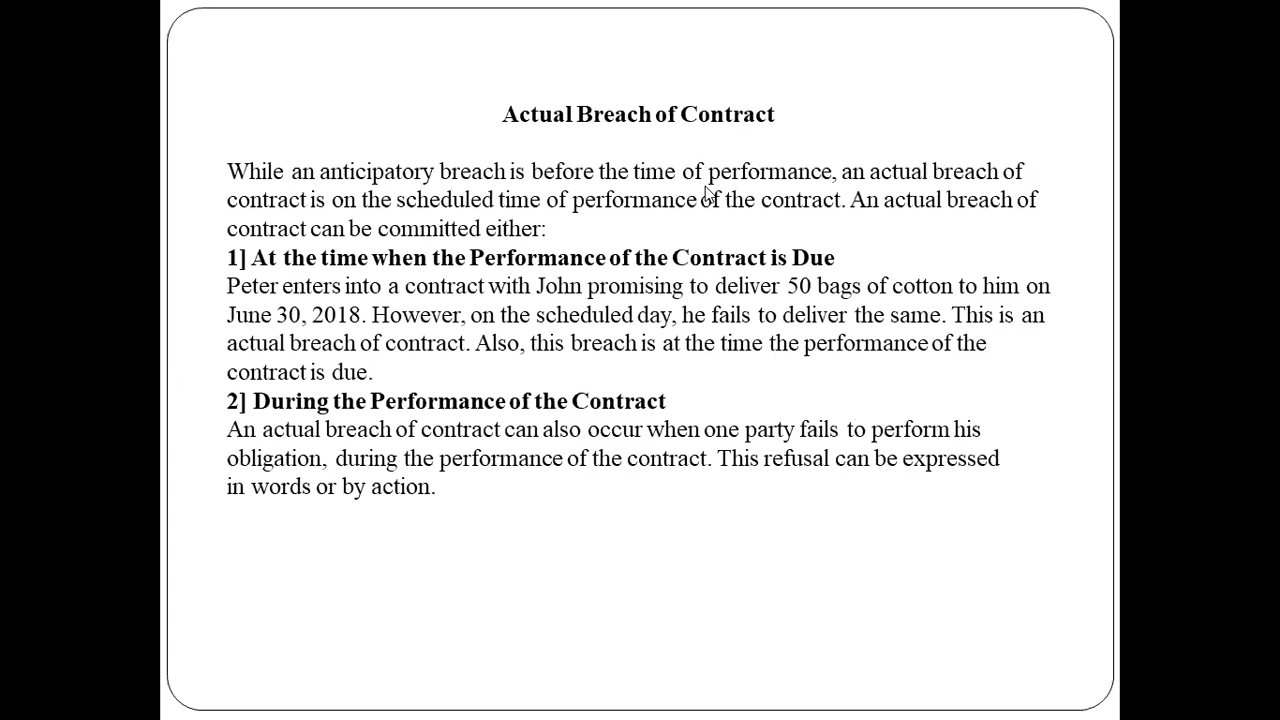 Actual Breach of Contract
While an anticipatory breach is before the time of performance, an actual breach of
contract is on the scheduled time of performance of the contract. An actual breach of
contract can be committed either:
1] At the time when the Performance of the Contract is Due
Peter enters into a contract with John promising to deliver 50 bags of cotton to him on
June 30, 2018. However, on the scheduled day, he fails to deliver the same. This is an
actual breach of contract. Also, this breach is at the time the performance of the
contract is due.
2] During the Performance of the Contract
An actual breach of contract can also occur when one party fails to perform his
obligation, during the performance of the contract. This refusal can be expressed
in words or by action.